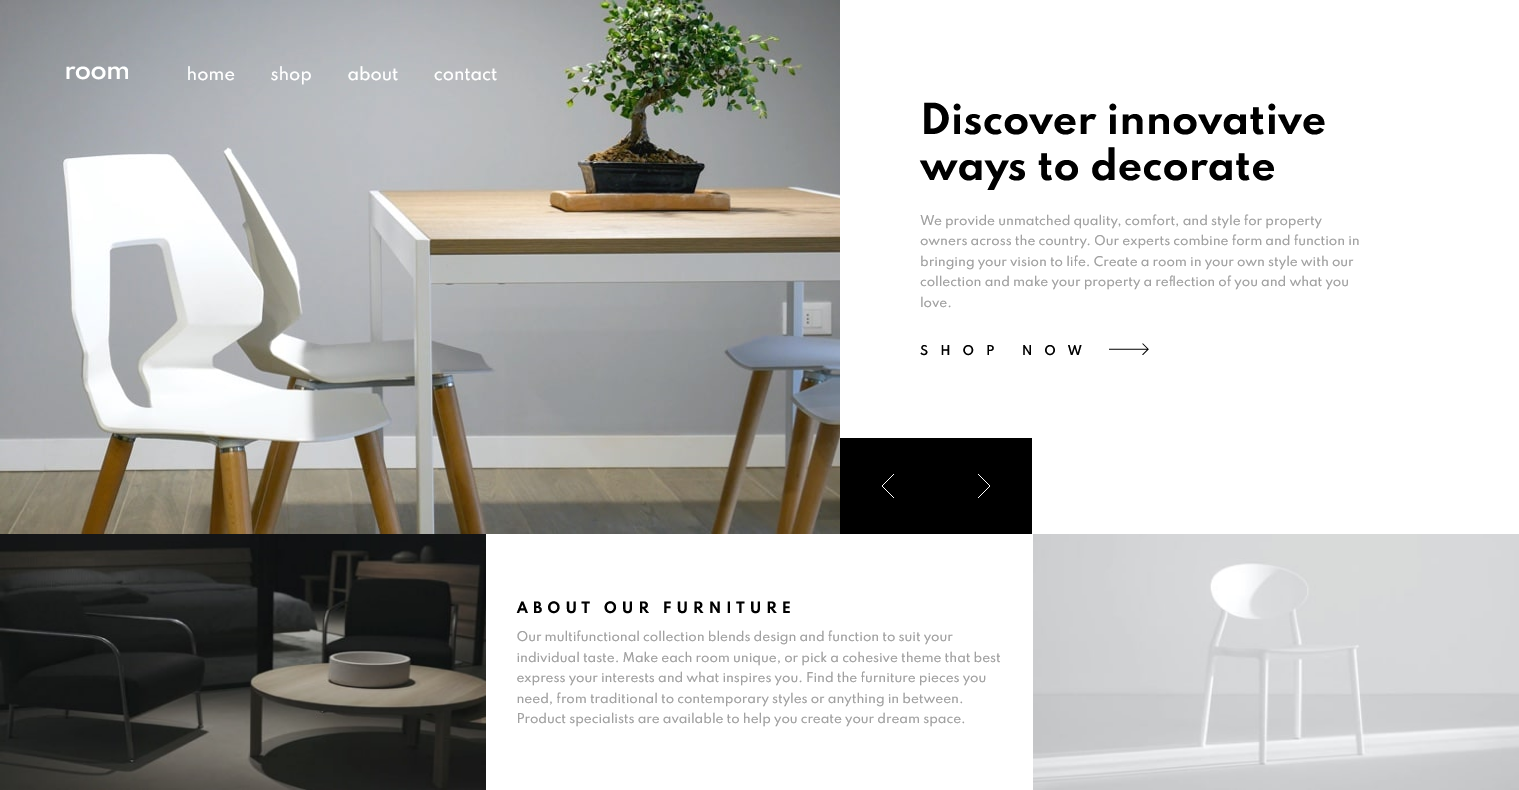 room
home shop about contact
Discover innovative
ways to decorate
We provide unmatched quality, comfort, and style for property
owners across the country. Our experts combine form and function in
bringing your vision to life. Create a room in your own style with our
collection and make your property a reflection of you and what you
love.
SHOP NOW
ABOUT OUR FURNITURE
Our multifunctional collection blends design and function to suit your
individual taste. Make each room unique, or pick a cohesive theme that best
express your interests and what inspires you. Find the furniture pieces you
need, from traditional to contemporary styles or anything in between.
Product specialists are available to help you create your dream space.